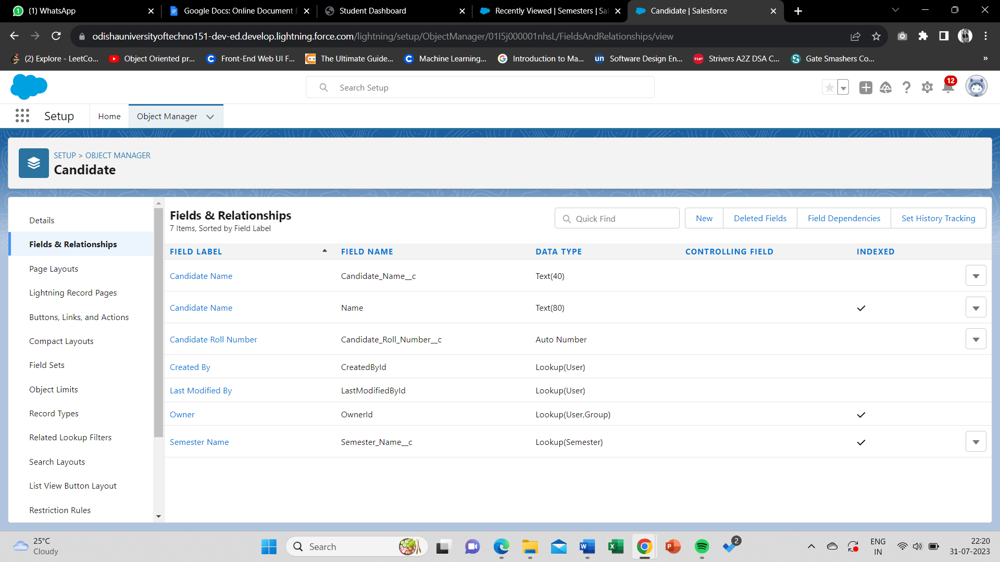 (1) WhatsApp
Google Docs: Online Document E
Student Dashboard
Recently Viewed | Semesters | Sal
Candidate | Salesforce
odishauniversityoftechno151-dev-ed.develop.lightning.force.com/lightning/setup/ObjectManager/01I5j000001nhsL/FieldsAndRelationships/view
(2) Explore - LeetCo...
Object Oriented pr...
Front-End Web UI F...
The Ultimate Guide...
Machine Learning...
Introduction to Ma...
un Software Design En...
TUF Strivers A2Z DSA C...
Gate Smashers Co...
»
Search Setup
12
Setup
Home
Object Manager
SETUP > OBJECT MANAGER
Candidate
Details
Fields & Relationships
Page Layouts
Lightning Record Pages
Buttons, Links, and Actions
Compact Layouts
Field Sets
Object Limits
Record Types
Related Lookup Filters
Search Layouts
List View Button Layout
Restriction Rules
Fields & Relationships
7 Items, Sorted by Field Label
Quick Find
New
Deleted Fields
Field Dependencies
Set History Tracking
FIELD LABEL FIELD NAME DATA TYPE CONTROLLING FIELD INDEXED
Candidate Name Candidate_Name__c Text(40)
Candidate Name Name Text(80)
Candidate Roll Number Candidate_Roll_Number__c Auto Number
Created By CreatedById Lookup(User)
Last Modified By LastModifiedById Lookup(User)
Owner OwnerId Lookup(User,Group)
Semester Name Semester_Name__c Lookup(Semester)
25°C
Cloudy
Search
2
ENG
IN
22:20
31-07-2023